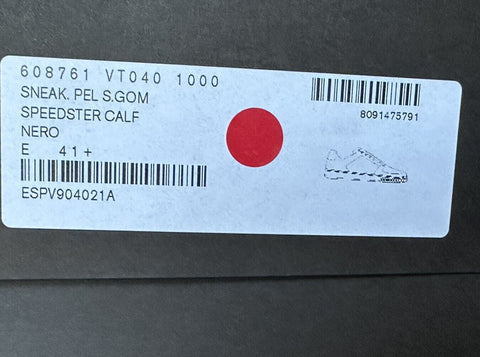 608761 VT040 1000
SNEAK. PEL S.GOM
SPEEDSTER CALF
NERO
E 41+
ESPV904021A
8091475791